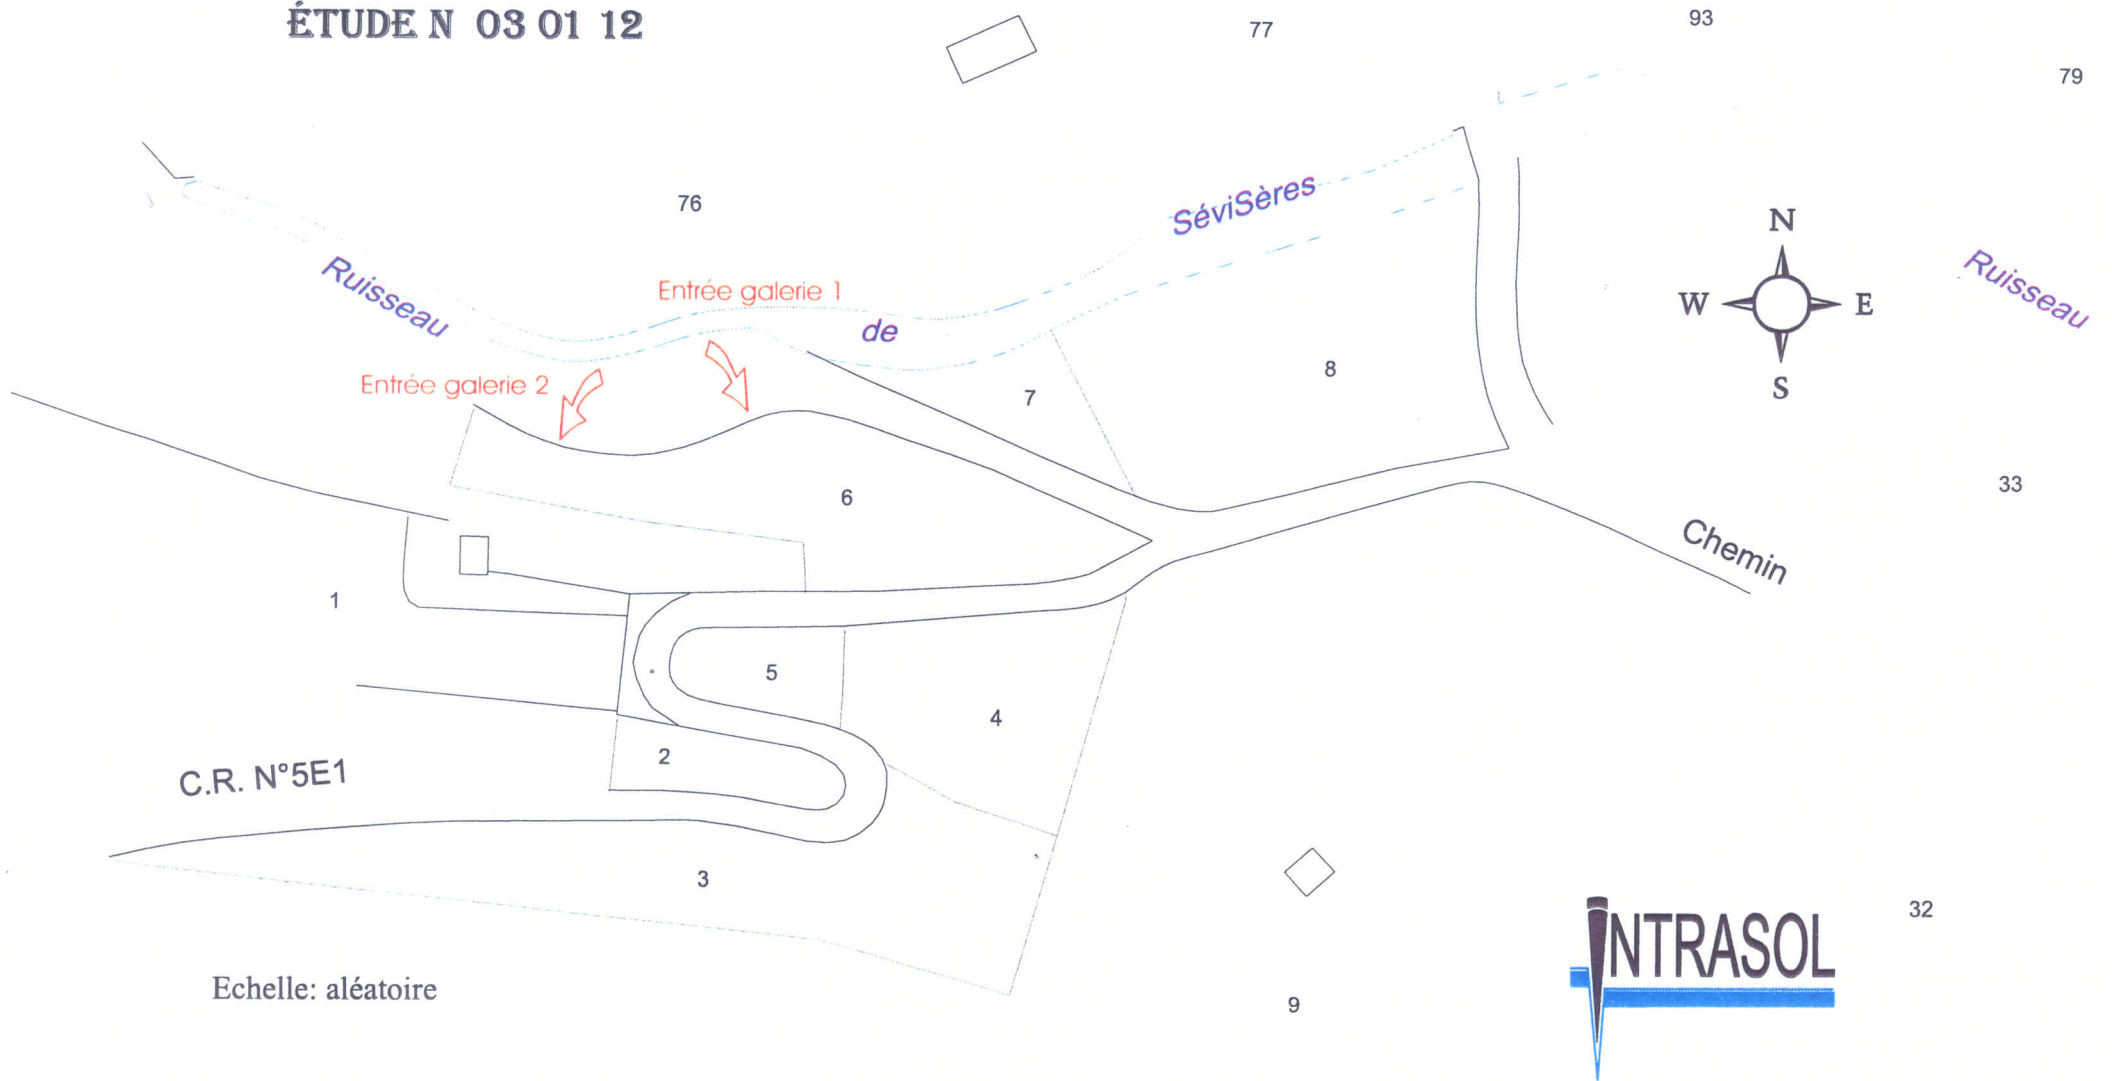 ÉTUDE N 03 01 12
77
93
79
76
SéviSères
N
W
E
S
Ruisseau
Ruisseau
Entrée galerie 1
de
Entrée galerie 2
8
7
6
33
Chemin
1
5
4
2
C.R. N°5E1
3
32
INTRASOL
Echelle: aléatoire
9